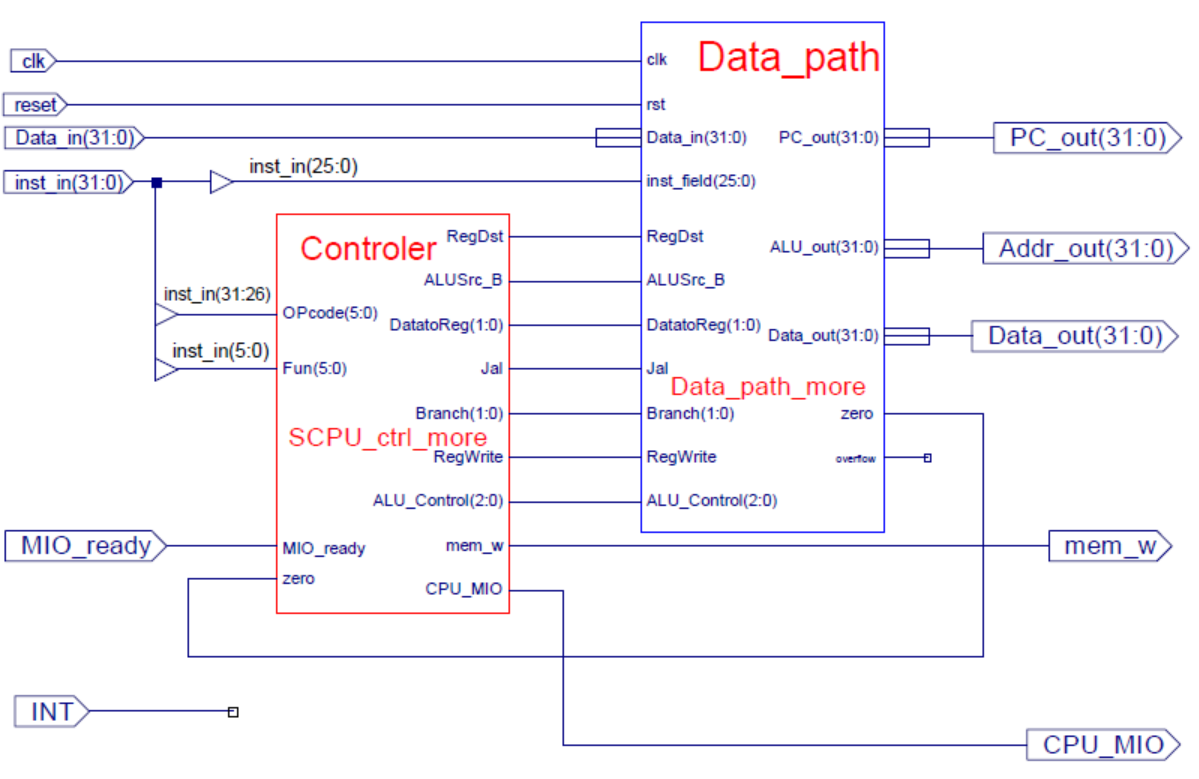 clk
reset
Data_in(31:0)
inst_in(31:0)
inst_in(25:0)
inst_in(31:26)
inst_in(5:0)
Controler
OPcode(5:0)
Fun(5:0)
SCPU_ctrl_more
MIO_ready
zero
RegDst
ALUSrc_B
DatatoReg(1:0)
Jal
Branch(1:0)
RegWrite
ALU_Control(2:0)
mem_w
CPU_MIO
Data_path
clk
rst
Data_in(31:0)
inst_field(25:0)
RegDst
ALUSrc_B
DatatoReg(1:0)
Jal
Data_path_more
Branch(1:0)
RegWrite
ALU_Control(2:0)
PC_out(31:0)
ALU_out(31:0)
Data_out(31:0)
zero
overflow
PC_out(31:0)
Addr_out(31:0)
Data_out(31:0)
MIO_ready
mem_w
INT
CPU_MIO